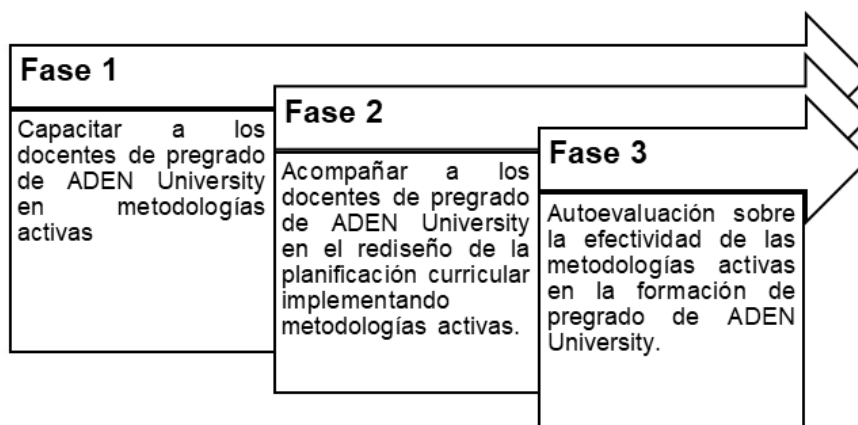 Fase 1
Capacitar a los
docentes de pregrado
de ADEN University
en metodologías
activas
Fase 2
Acompañar a los
docentes de pregrado
de ADEN University
en el rediseño de la
planificación curricular
implementando
metodologías activas.
Fase 3
Autoevaluación sobre
la efectividad de las
metodologías activas
en la formación de
pregrado de ADEN
University.